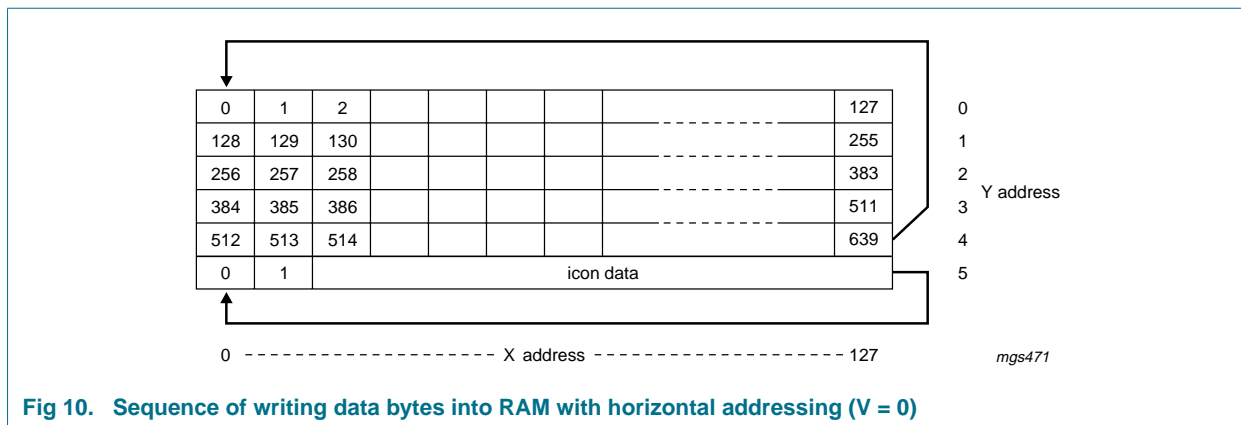 0 1 2 127 0
128 129 130 255 1
256 257 258 383 2
Y address
384 385 386 511 3
512 513 514 639 4
0 1 icon data 5
0 X address 127 mgs471
Fig 10. Sequence of writing data bytes into RAM with horizontal addressing (V = 0)